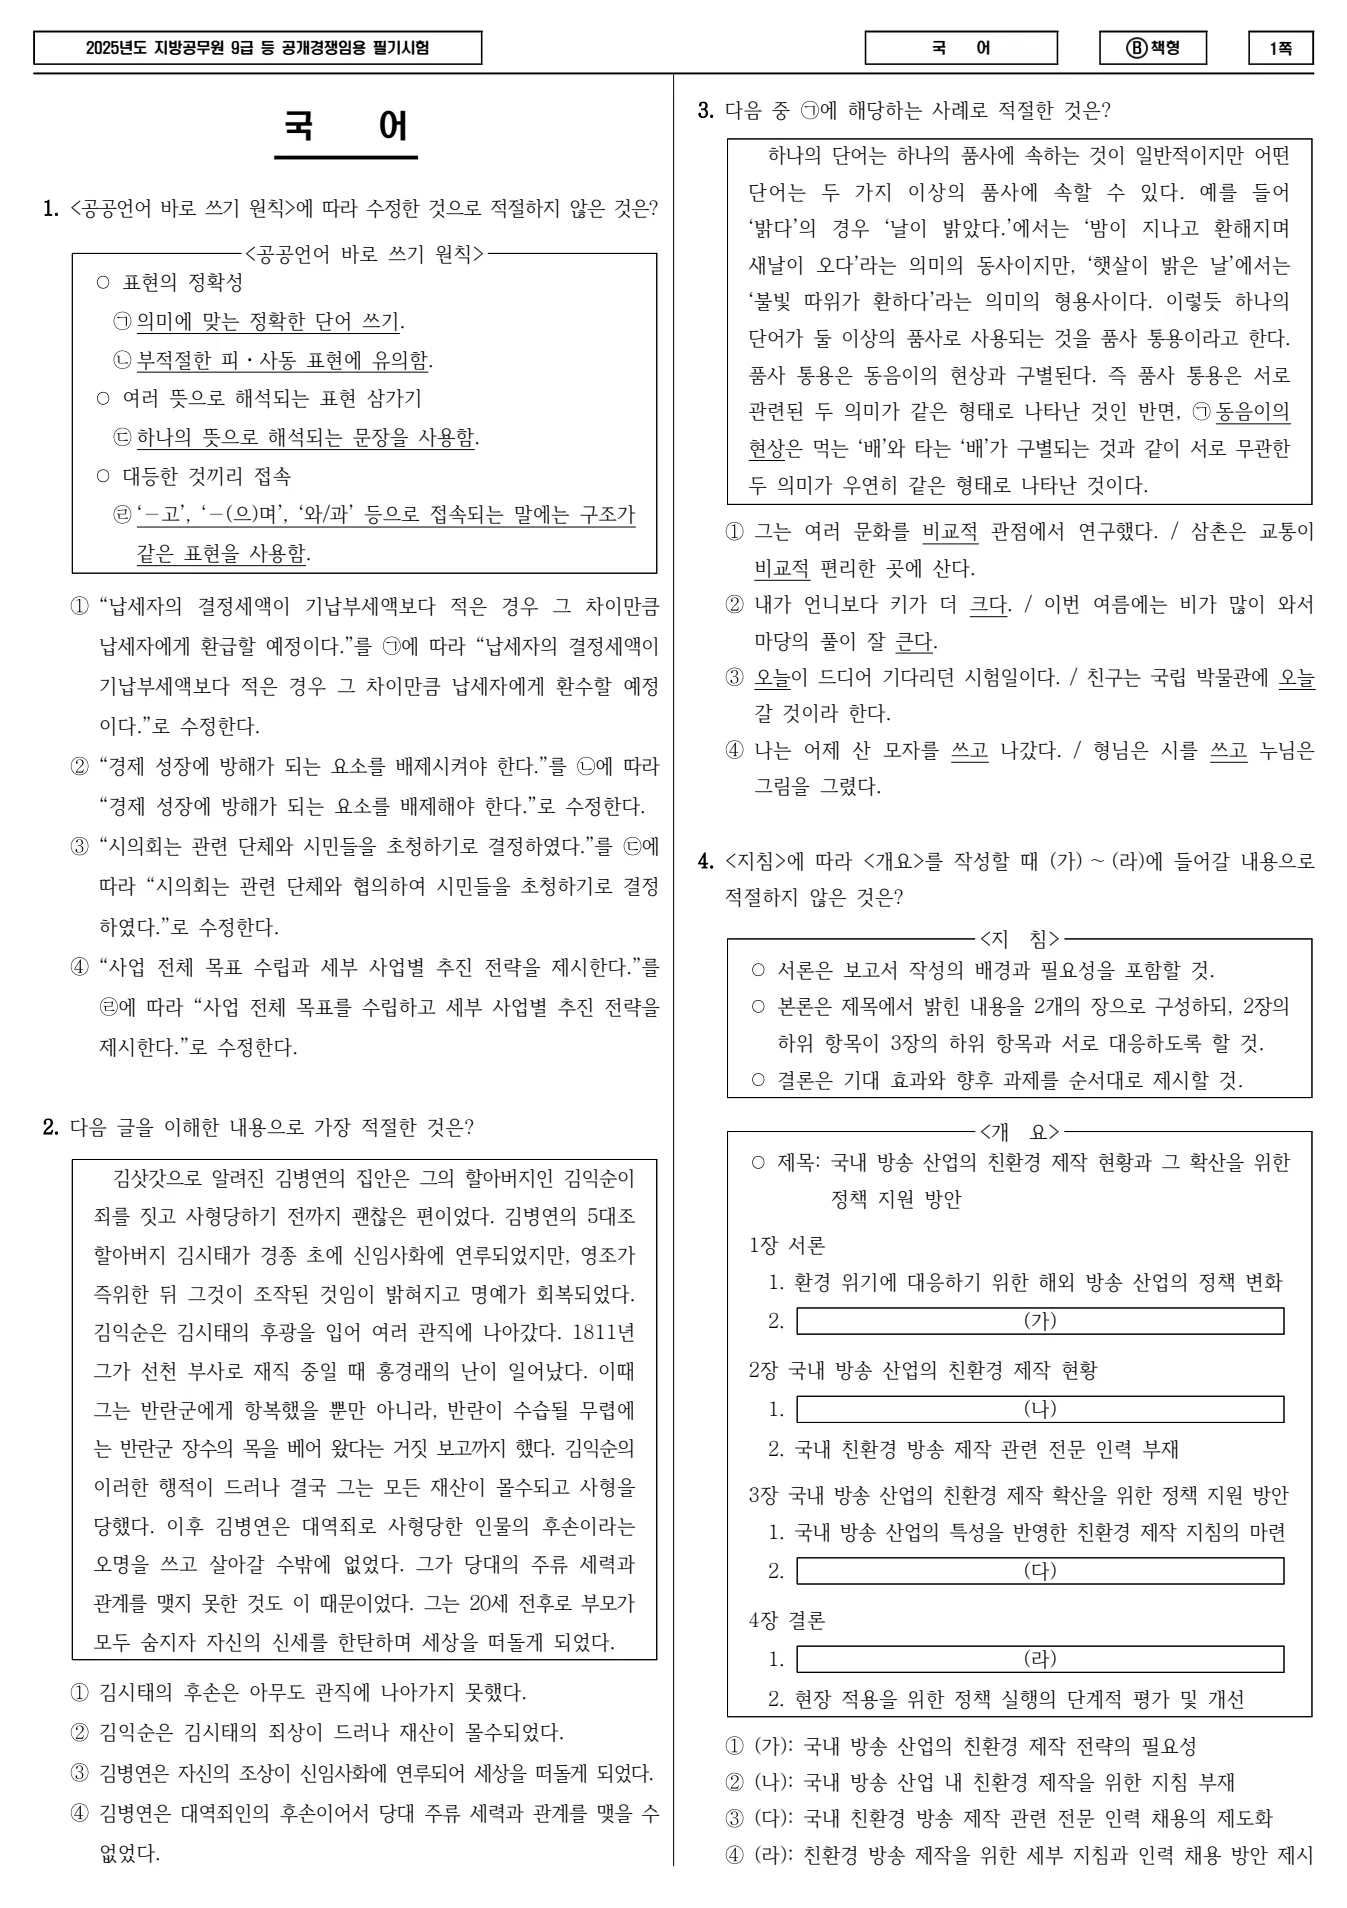 2025년도 지방공무원 9급 등 공개경쟁임용 필기시험
국 어
Ⓑ책형
1쪽
국 어
1. <공공언어 바로 쓰기 원칙>에 따라 수정한 것으로 적절하지 않은 것은?
<공공언어 바로 쓰기 원칙>
○ 표현의 정확성
㉠ 의미에 맞는 정확한 단어 쓰기.
㉡ 부적절한 피・사동 표현에 유의함.
○ 여러 뜻으로 해석되는 표현 삼가기
㉢ 하나의 뜻으로 해석되는 문장을 사용함.
○ 대등한 것끼리 접속
㉣ ‘－고’, ‘－(으)며’, ‘와/과’ 등으로 접속되는 말에는 구조가
같은 표현을 사용함.
① “납세자의 결정세액이 기납부세액보다 적은 경우 그 차이만큼
납세자에게 환급할 예정이다.”를 ㉠에 따라 “납세자의 결정세액이
기납부세액보다 적은 경우 그 차이만큼 납세자에게 환수할 예정
이다.”로 수정한다.
② “경제 성장에 방해가 되는 요소를 배제시켜야 한다.”를 ㉡에 따라
“경제 성장에 방해가 되는 요소를 배제해야 한다.”로 수정한다.
③ “시의회는 관련 단체와 시민들을 초청하기로 결정하였다.”를 ㉢에
따라 “시의회는 관련 단체와 협의하여 시민들을 초청하기로 결정
하였다.”로 수정한다.
④ “사업 전체 목표 수립과 세부 사업별 추진 전략을 제시한다.”를
㉣에 따라 “사업 전체 목표를 수립하고 세부 사업별 추진 전략을
제시한다.”로 수정한다.
2. 다음 글을 이해한 내용으로 가장 적절한 것은?
김삿갓으로 알려진 김병연의 집안은 그의 할아버지인 김익순이
죄를 짓고 사형당하기 전까지 괜찮은 편이었다. 김병연의 5대조
할아버지 김시태가 경종 초에 신임사화에 연루되었지만, 영조가
즉위한 뒤 그것이 조작된 것임이 밝혀지고 명예가 회복되었다.
김익순은 김시태의 후광을 입어 여러 관직에 나아갔다. 1811년
그가 선천 부사로 재직 중일 때 홍경래의 난이 일어났다. 이때
그는 반란군에게 항복했을 뿐만 아니라, 반란이 수습될 무렵에
는 반란군 장수의 목을 베어 왔다는 거짓 보고까지 했다. 김익순의
이러한 행적이 드러나 결국 그는 모든 재산이 몰수되고 사형을
당했다. 이후 김병연은 대역죄로 사형당한 인물의 후손이라는
오명을 쓰고 살아갈 수밖에 없었다. 그가 당대의 주류 세력과
관계를 맺지 못한 것도 이 때문이었다. 그는 20세 전후로 부모가
모두 숨지자 자신의 신세를 한탄하며 세상을 떠돌게 되었다.
① 김시태의 후손은 아무도 관직에 나아가지 못했다.
② 김익순은 김시태의 죄상이 드러나 재산이 몰수되었다.
③ 김병연은 자신의 조상이 신임사화에 연루되어 세상을 떠돌게 되었다.
④ 김병연은 대역죄인의 후손이어서 당대 주류 세력과 관계를 맺을 수
없었다.
3. 다음 중 ㉠에 해당하는 사례로 적절한 것은?
하나의 단어는 하나의 품사에 속하는 것이 일반적이지만 어떤
단어는 두 가지 이상의 품사에 속할 수 있다. 예를 들어
‘밝다’의 경우 ‘날이 밝았다.’에서는 ‘밤이 지나고 환해지며
새날이 오다’라는 의미의 동사이지만, ‘햇살이 밝은 날’에서는
‘불빛 따위가 환하다’라는 의미의 형용사이다. 이렇듯 하나의
단어가 둘 이상의 품사로 사용되는 것을 품사 통용이라고 한다.
품사 통용은 동음이의 현상과 구별된다. 즉 품사 통용은 서로
관련된 두 의미가 같은 형태로 나타난 것인 반면, ㉠ 동음이의
현상은 먹는 ‘배’와 타는 ‘배’가 구별되는 것과 같이 서로 무관한
두 의미가 우연히 같은 형태로 나타난 것이다.
① 그는 여러 문화를 비교적 관점에서 연구했다. / 삼촌은 교통이
비교적 편리한 곳에 산다.
② 내가 언니보다 키가 더 크다. / 이번 여름에는 비가 많이 와서
마당의 풀이 잘 큰다.
③ 오늘이 드디어 기다리던 시험일이다. / 친구는 국립 박물관에 오늘
갈 것이라 한다.
④ 나는 어제 산 모자를 쓰고 나갔다. / 형님은 시를 쓰고 누님은
그림을 그렸다.
4. <지침>에 따라 <개요>를 작성할 때 (가) ~ (라)에 들어갈 내용으로
적절하지 않은 것은?
<지 침>
○ 서론은 보고서 작성의 배경과 필요성을 포함할 것.
○ 본론은 제목에서 밝힌 내용을 2개의 장으로 구성하되, 2장의
하위 항목이 3장의 하위 항목과 서로 대응하도록 할 것.
○ 결론은 기대 효과와 향후 과제를 순서대로 제시할 것.
<개 요>
○ 제목: 국내 방송 산업의 친환경 제작 현황과 그 확산을 위한
정책 지원 방안
1장 서론
1. 환경 위기에 대응하기 위한 해외 방송 산업의 정책 변화
2. (가)
2장 국내 방송 산업의 친환경 제작 현황
1. (나)
2. 국내 친환경 방송 제작 관련 전문 인력 부재
3장 국내 방송 산업의 친환경 제작 확산을 위한 정책 지원 방안
1. 국내 방송 산업의 특성을 반영한 친환경 제작 지침의 마련
2. (다)
4장 결론
1. (라)
2. 현장 적용을 위한 정책 실행의 단계적 평가 및 개선
① (가): 국내 방송 산업의 친환경 제작 전략의 필요성
② (나): 국내 방송 산업 내 친환경 제작을 위한 지침 부재
③ (다): 국내 친환경 방송 제작 관련 전문 인력 채용의 제도화
④ (라): 친환경 방송 제작을 위한 세부 지침과 인력 채용 방안 제시